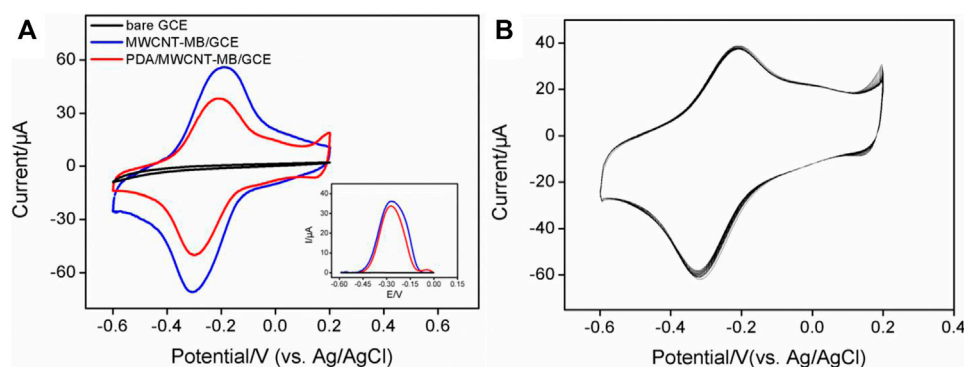 A
bare GCE
MWCNT-MB/GCE
PDA/MWCNT-MB/GCE
60
30
0
-30
-60
Current/μA
-0.6 -0.4 -0.2 0.0 0.2 0.4 0.6
Potential/V (vs. Ag/AgCl)
40
30
20
10
0
I/μA
-0.60 -0.45 -0.30 -0.15 0.00 0.15
E/V
B
40
20
0
-20
-40
-60
Current/μA
-0.6 -0.4 -0.2 0.0 0.2 0.4
Potential/V(vs. Ag/AgCl)